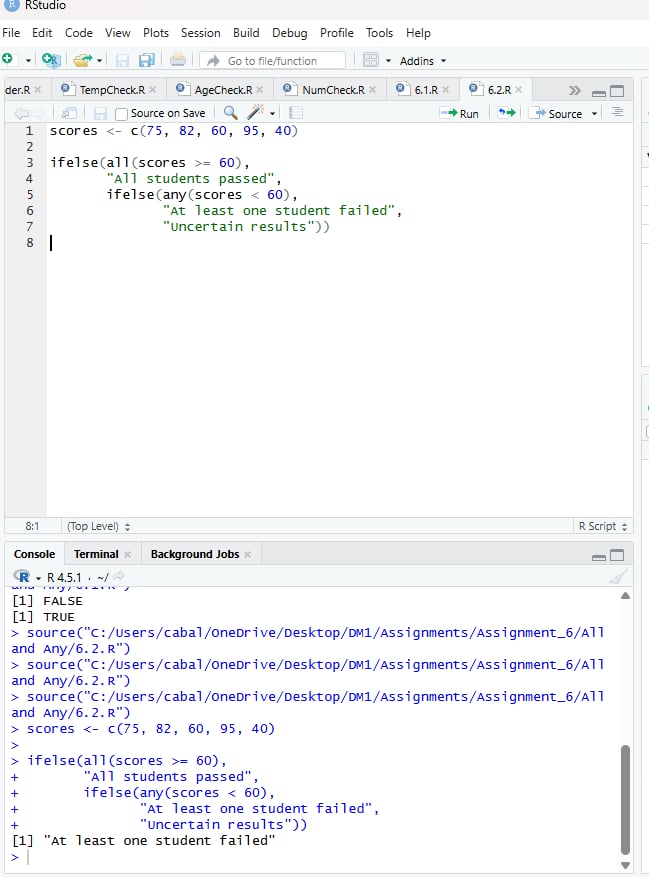 RStudio
File Edit Code View Plots Session Build Debug Profile Tools Help
Go to file/function Addins
der.R TempCheck.R AgeCheck.R NumCheck.R 6.1.R 6.2.R
Source on Save Run Source
1 scores <- c(75, 82, 60, 95, 40)
2
3 ifelse(all(scores >= 60),
4        "All students passed",
5        ifelse(any(scores < 60),
6               "At least one student failed",
7               "Uncertain results"))
8
8:1 (Top Level) R Script
Console Terminal Background Jobs
R 4.5.1 · ~/
and Any/6.1.R")
[1] FALSE
[1] TRUE
> source("C:/Users/cabal/OneDrive/Desktop/DM1/Assignments/Assignment_6/All
and Any/6.2.R")
> source("C:/Users/cabal/OneDrive/Desktop/DM1/Assignments/Assignment_6/All
and Any/6.2.R")
> source("C:/Users/cabal/OneDrive/Desktop/DM1/Assignments/Assignment_6/All
and Any/6.2.R")
> scores <- c(75, 82, 60, 95, 40)
>
> ifelse(all(scores >= 60),
+        "All students passed",
+        ifelse(any(scores < 60),
+               "At least one student failed",
+               "Uncertain results"))
[1] "At least one student failed"
>